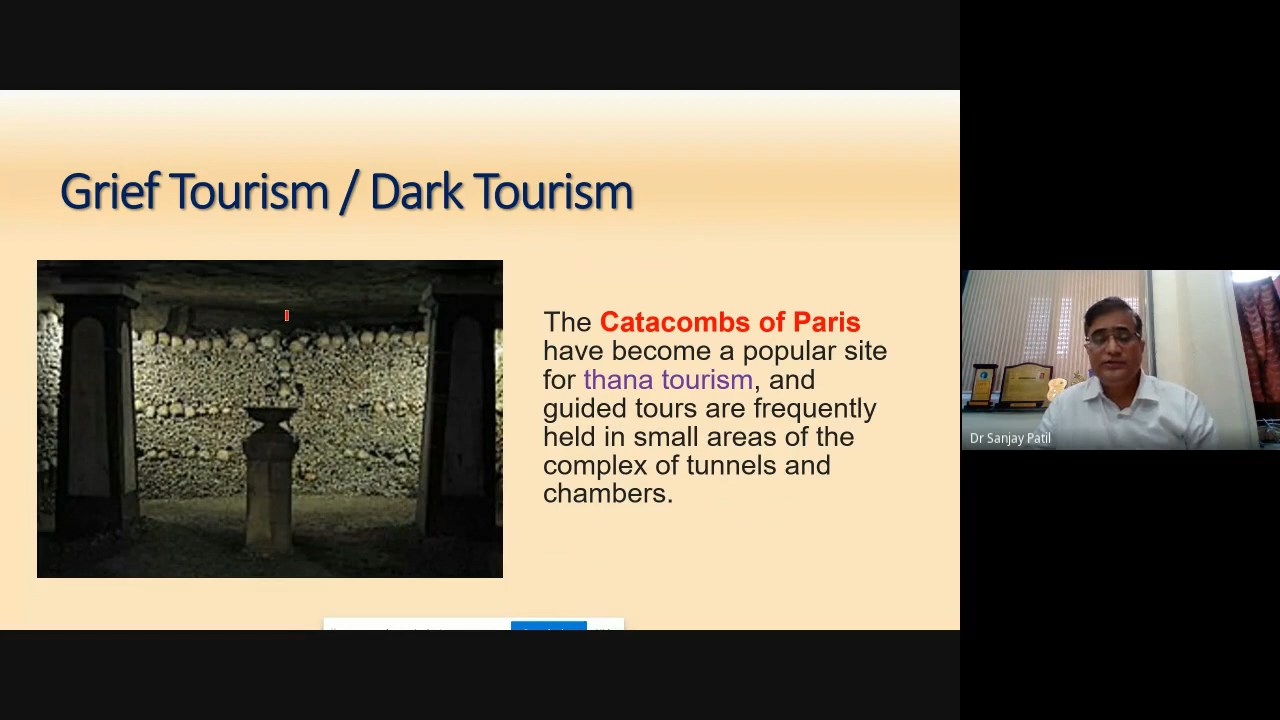 Grief Tourism / Dark Tourism
The Catacombs of Paris
have become a popular site
for thana tourism, and
guided tours are frequently
held in small areas of the
complex of tunnels and
chambers.
Dr Sanjay Patil